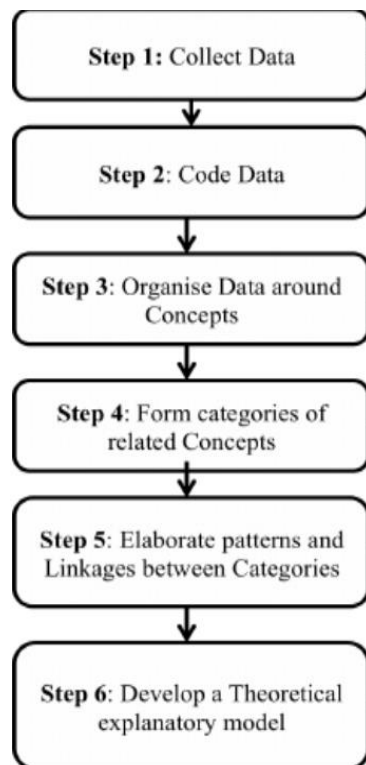 Step 1: Collect Data
Step 2: Code Data
Step 3: Organise Data around
Concepts
Step 4: Form categories of
related Concepts
Step 5: Elaborate patterns and
Linkages between Categories
Step 6: Develop a Theoretical
explanatory model